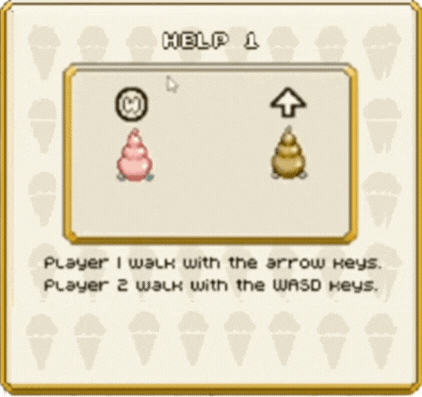 HELP 1
W
Player 1 walk with the arrow keys.
Player 2 walk with the WASD keys.